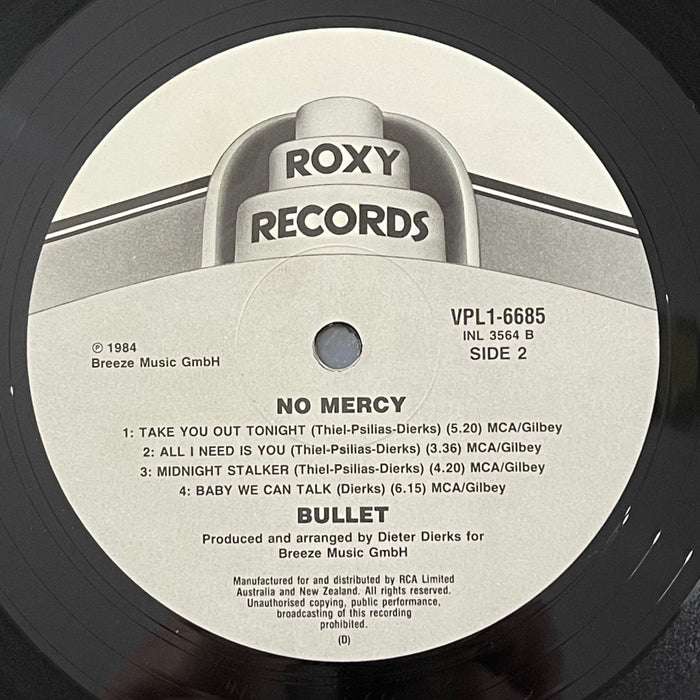 ROXY
RECORDS
VPL1-6685
INL 3564 B
SIDE 2
℗ 1984
Breeze Music GmbH
NO MERCY
1: TAKE YOU OUT TONIGHT (Thiel-Psilias-Dierks) (5.20) MCA/Gilbey
2: ALL I NEED IS YOU (Thiel-Psilias-Dierks) (3.36) MCA/Gilbey
3: MIDNIGHT STALKER (Thiel-Psilias-Dierks) (4.20) MCA/Gilbey
4: BABY WE CAN TALK (Dierks) (6.15) MCA/Gilbey
BULLET
Produced and arranged by Dieter Dierks for
Breeze Music GmbH
Manufactured for and distributed by RCA Limited
Australia and New Zealand. All rights reserved.
Unauthorised copying, public performance,
broadcasting of this recording
prohibited.
(D)